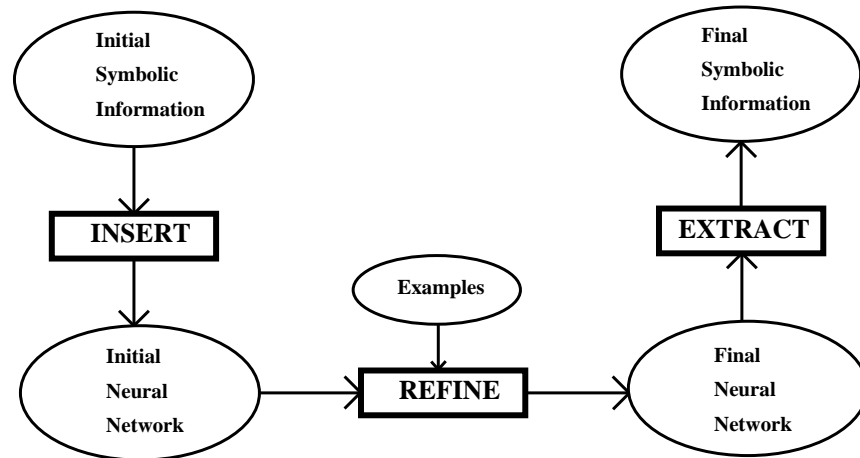 Initial
Symbolic
Information
Final
Symbolic
Information
INSERT
EXTRACT
Examples
Initial
Neural
Network
REFINE
Final
Neural
Network